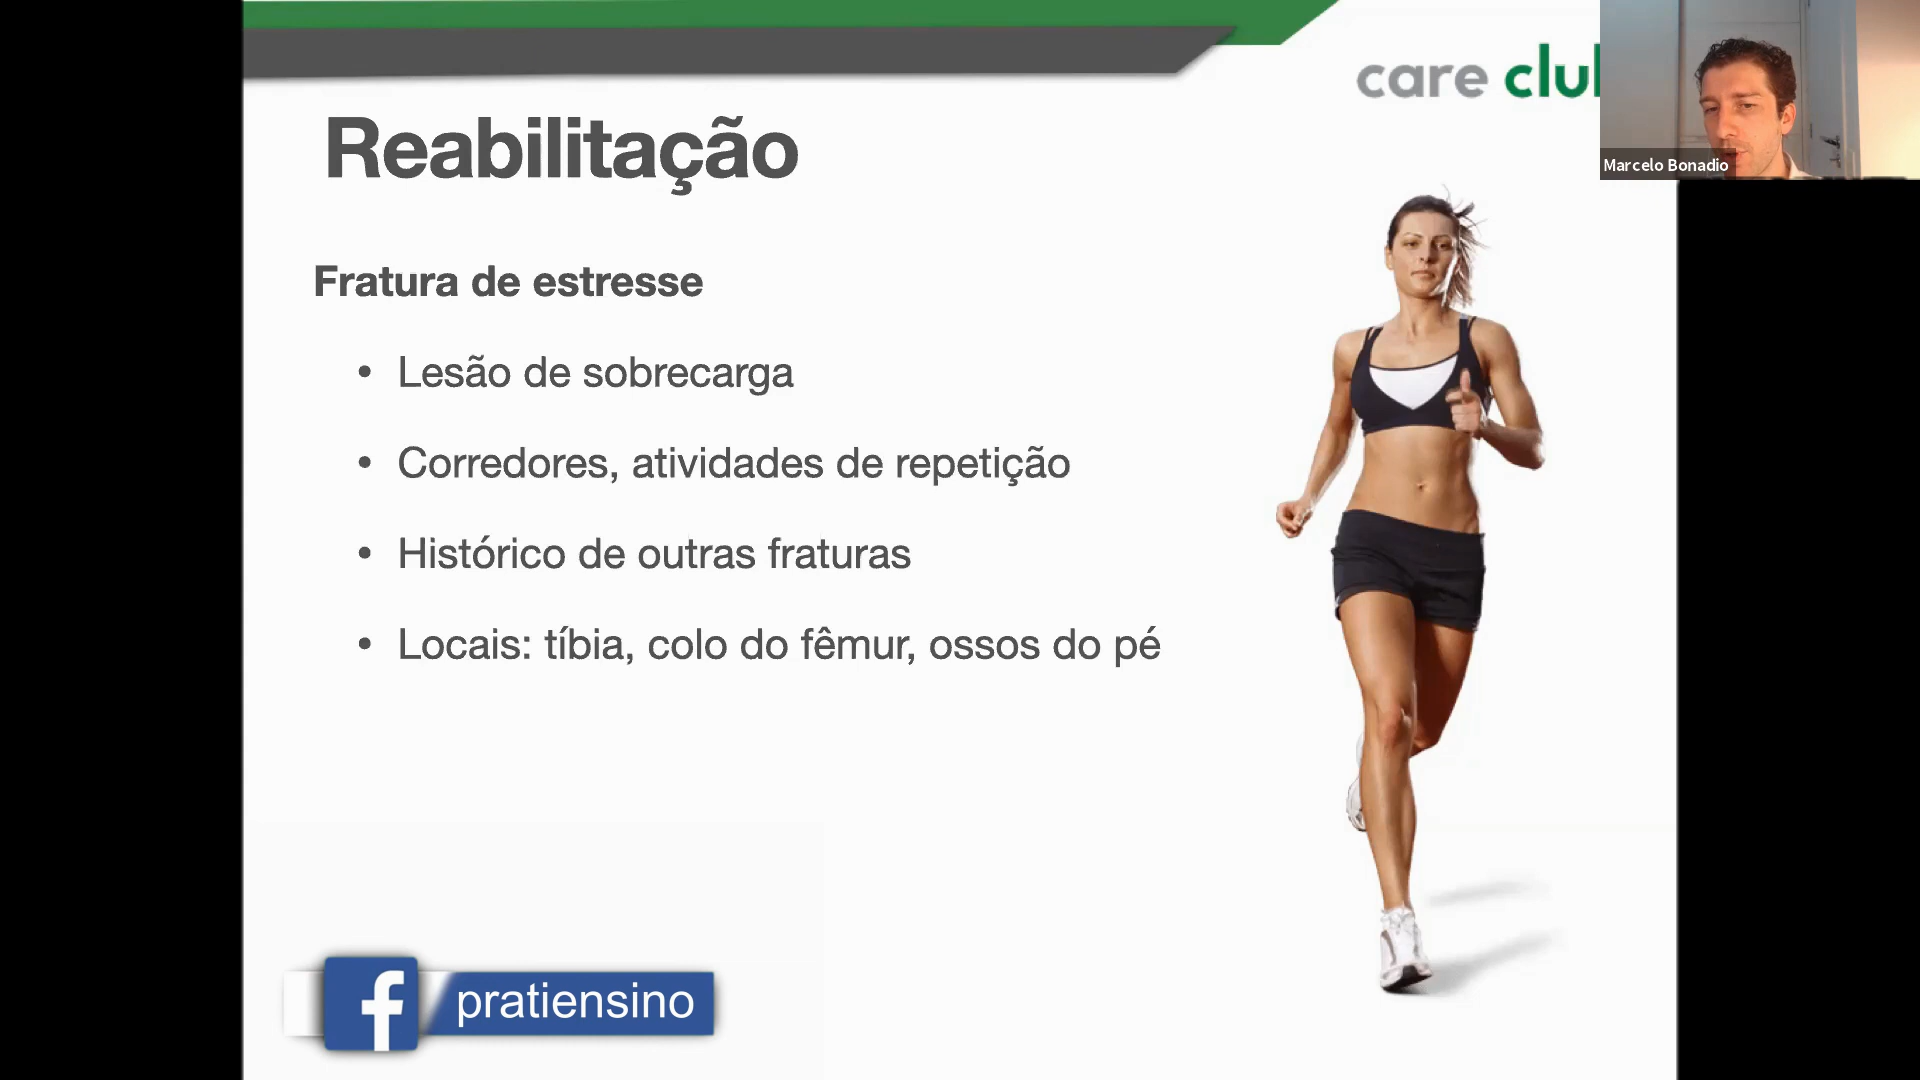 care clu
Marcelo Bonadio
Reabilitação
Fratura de estresse
• Lesão de sobrecarga
• Corredores, atividades de repetição
• Histórico de outras fraturas
• Locais: tíbia, colo do fêmur, ossos do pé
f pratiensino